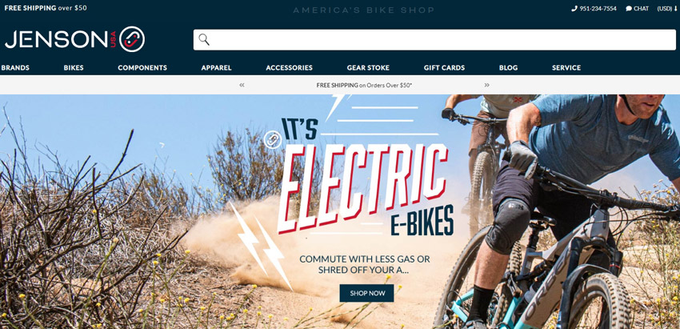 FREE SHIPPING over $50
AMERICA'S BIKE SHOP
951-234-7554
CHAT
(USD)
JENSON USA
BRANDS BIKES COMPONENTS APPAREL ACCESSORIES GEAR STOKE GIFT CARDS BLOG SERVICE
« FREE SHIPPING on Orders Over $50* »
IT'S
ELECTRIC
E-BIKES
COMMUTE WITH LESS GAS OR
SHRED OFF YOUR A...
SHOP NOW